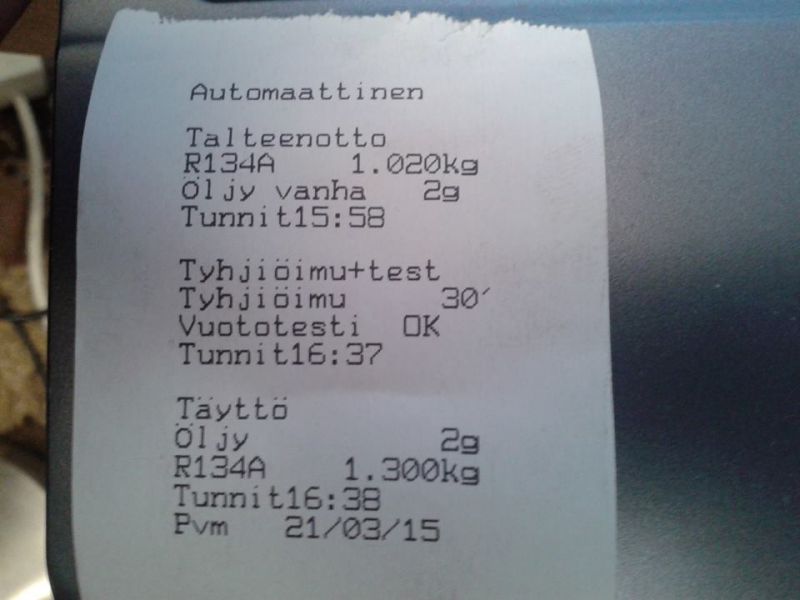 Automaattinen
Talteenotto
R134A 1.020kg
Öljy vanha 2g
Tunnit15:58
Tyhjiöimu+test
Tyhjiöimu 30´
Vuototesti OK
Tunnit16:37
Täyttö
Öljy 2g
R134A 1.300kg
Tunnit16:38
Pvm 21/03/15